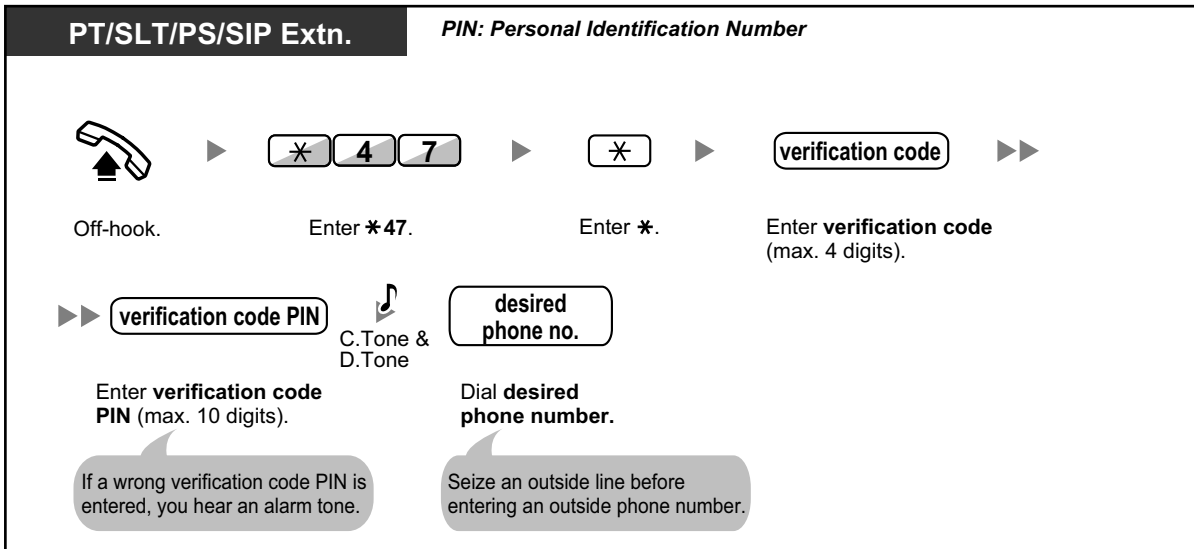 PT/SLT/PS/SIP Extn.
PIN: Personal Identification Number
* 4 7
*
verification code
Off-hook.
Enter *47.
Enter *.
Enter verification code
(max. 4 digits).
verification code PIN
C.Tone &
D.Tone
desired
phone no.
Enter verification code
PIN (max. 10 digits).
Dial desired
phone number.
If a wrong verification code PIN is
entered, you hear an alarm tone.
Seize an outside line before
entering an outside phone number.